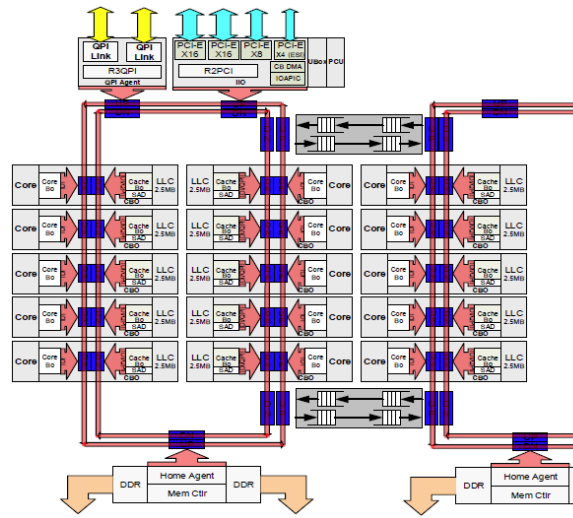 QPI Link
QPI Link
R3QPI
QPI Agent
PCI-E X16
PCI-E X16
PCI-E X8
PCI-E X4 (ESI)
R2PCI
CB DMA
IOAPIC
IIO
UBox
PCU
Core
Core Bo
Cache Bo
SAD
CBO
LLC
2.5MB
LLC
2.5MB
Cache Bo
SAD
CBO
Core Bo
Core
Core
Core Bo
Cache Bo
SAD
CBO
LLC
2.5MB
Core
Core Bo
Cache Bo
SAD
CBO
LLC
2.5MB
LLC
2.5MB
Cache Bo
SAD
CBO
Core Bo
Core
Core
Core Bo
Cache Bo
SAD
CBO
LLC
2.5MB
Core
Core Bo
Cache Bo
SAD
CBO
LLC
2.5MB
LLC
2.5MB
Cache Bo
SAD
CBO
Core Bo
Core
Core
Core Bo
Cache Bo
SAD
CBO
LLC
2.5MB
Core
Core Bo
Cache Bo
SAD
CBO
LLC
2.5MB
LLC
2.5MB
Cache Bo
SAD
CBO
Core Bo
Core
Core
Core Bo
Cache Bo
SAD
CBO
LLC
2.5MB
Core
Core Bo
Cache Bo
SAD
CBO
LLC
2.5MB
LLC
2.5MB
Cache Bo
SAD
CBO
Core Bo
Core
Core
Core Bo
Cache Bo
SAD
CBO
LLC
2.5MB
DDR
Home Agent
Mem Ctlr
DDR
DDR
Home Agent
Mem Ctlr